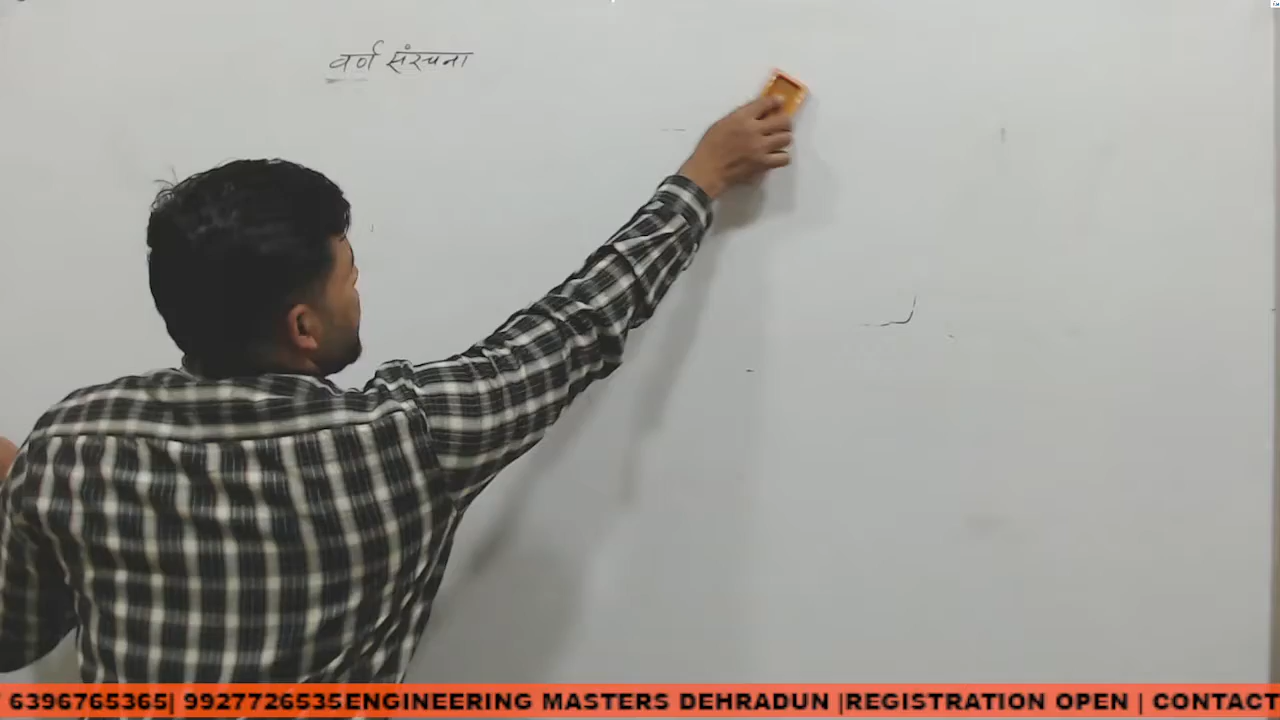 वर्ण संरचना
6396765365| 9927726535ENGINEERING MASTERS DEHRADUN |REGISTRATION OPEN | CONTACT